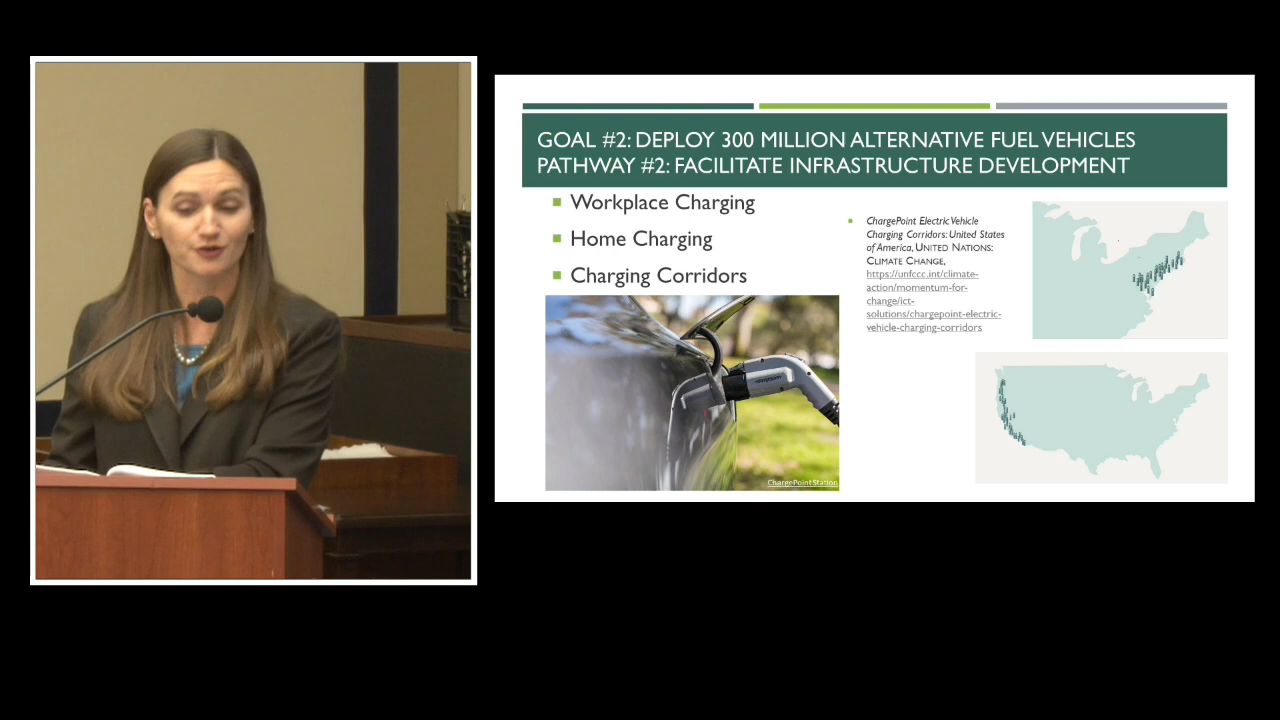 GOAL #2: DEPLOY 300 MILLION ALTERNATIVE FUEL VEHICLES
PATHWAY #2: FACILITATE INFRASTRUCTURE DEVELOPMENT
Workplace Charging
Home Charging
Charging Corridors
ChargePoint Station
ChargePoint Electric Vehicle
Charging Corridors: United States
of America, UNITED NATIONS:
CLIMATE CHANGE,
https://unfccc.int/climate-
action/momentum-for-
change/ict-
solutions/chargepoint-electric-
vehicle-charging-corridors